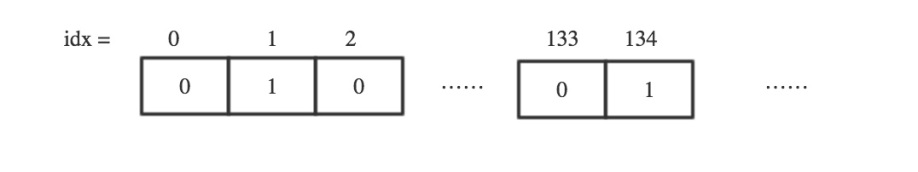 idx = 0 1 2 133 134
0 1 0 ...... 0 1 ......